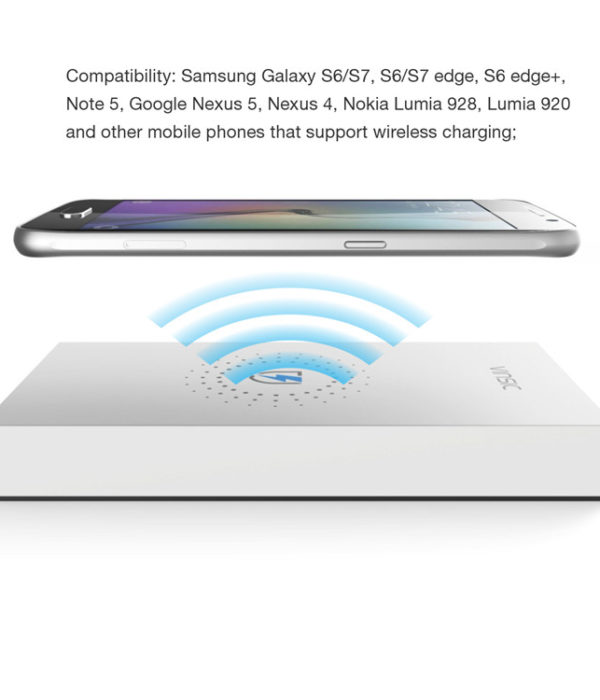 Compatibility: Samsung Galaxy S6/S7, S6/S7 edge, S6 edge+,
Note 5, Google Nexus 5, Nexus 4, Nokia Lumia 928, Lumia 920
and other mobile phones that support wireless charging;
VINSIC